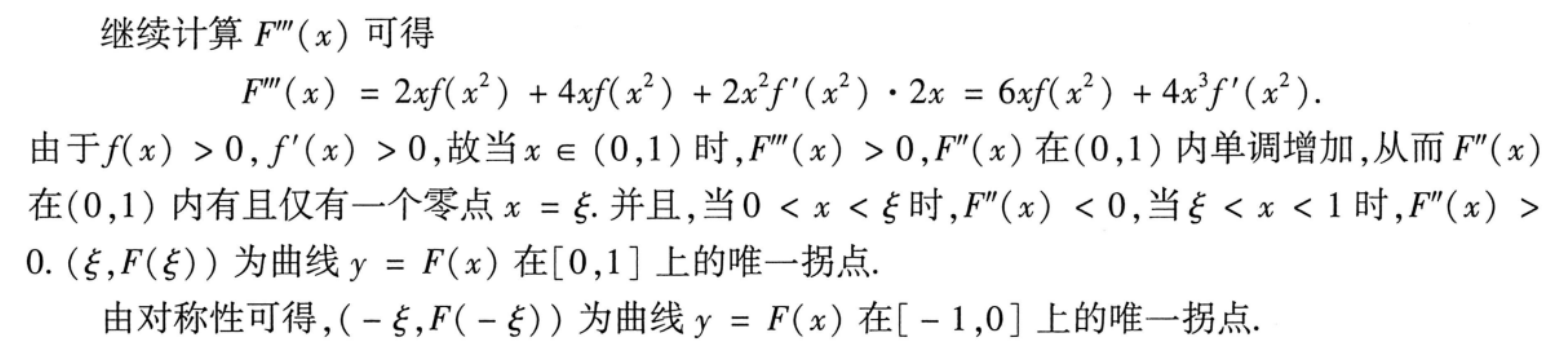 继续计算 F‴(x) 可得
F‴(x) = 2xf(x²) + 4xf(x²) + 2x²f′(x²)·2x = 6xf(x²) + 4x³f′(x²).
由于f(x) > 0,f′(x) > 0,故当x ∈ (0,1) 时,F‴(x) > 0,F″(x) 在(0,1) 内单调增加,从而F″(x)
在(0,1) 内有且仅有一个零点 x = ξ. 并且,当0 < x < ξ时,F″(x) < 0,当ξ < x < 1 时,F″(x) >
0. (ξ,F(ξ)) 为曲线 y = F(x) 在[0,1] 上的唯一拐点.
由对称性可得,( - ξ,F( - ξ)) 为曲线 y = F(x) 在[ - 1,0] 上的唯一拐点.